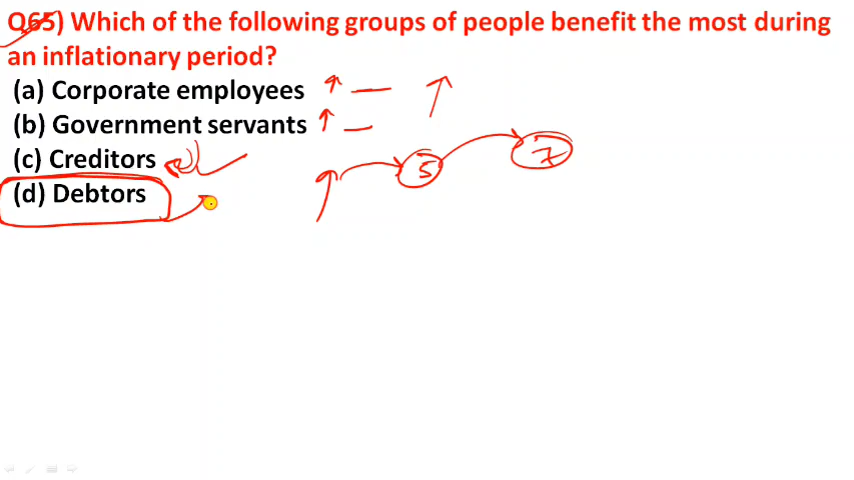 Q65) Which of the following groups of people benefit the most during
an inflationary period?
(a) Corporate employees
(b) Government servants
(c) Creditors
(d) Debtors
5
7